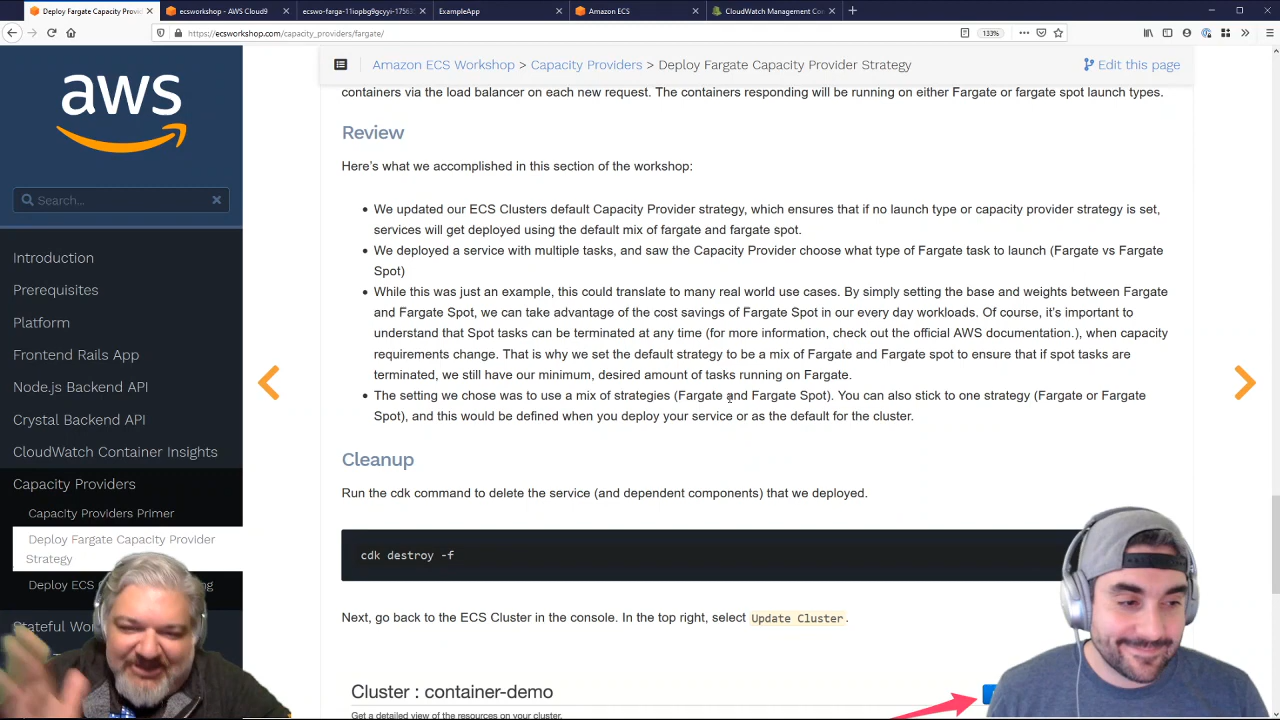 Deploy Fargate Capacity Provi
ecsworkshop - AWS Cloud9
ecswo-farga-11iopbg9gcyyi-1756
ExampleApp
Amazon ECS
CloudWatch Management Con
https://ecsworkshop.com/capacity_providers/fargate/
133%
aws
Search...
Introduction
Prerequisites
Platform
Frontend Rails App
Node.js Backend API
Crystal Backend API
CloudWatch Container Insights
Capacity Providers
Capacity Providers Primer
Deploy Fargate Capacity Provider
Strategy
Deploy ECS
Stateful Wor
Amazon ECS Workshop > Capacity Providers > Deploy Fargate Capacity Provider Strategy
Edit this page
containers via the load balancer on each new request. The containers responding will be running on either Fargate or fargate spot launch types.
Review
Here's what we accomplished in this section of the workshop:
We updated our ECS Clusters default Capacity Provider strategy, which ensures that if no launch type or capacity provider strategy is set,
services will get deployed using the default mix of fargate and fargate spot.
We deployed a service with multiple tasks, and saw the Capacity Provider choose what type of Fargate task to launch (Fargate vs Fargate
Spot)
While this was just an example, this could translate to many real world use cases. By simply setting the base and weights between Fargate
and Fargate Spot, we can take advantage of the cost savings of Fargate Spot in our every day workloads. Of course, it's important to
understand that Spot tasks can be terminated at any time (for more information, check out the official AWS documentation.), when capacity
requirements change. That is why we set the default strategy to be a mix of Fargate and Fargate spot to ensure that if spot tasks are
terminated, we still have our minimum, desired amount of tasks running on Fargate.
The setting we chose was to use a mix of strategies (Fargate and Fargate Spot). You can also stick to one strategy (Fargate or Fargate
Spot), and this would be defined when you deploy your service or as the default for the cluster.
Cleanup
Run the cdk command to delete the service (and dependent components) that we deployed.
cdk destroy -f
Next, go back to the ECS Cluster in the console. In the top right, select Update Cluster.
Cluster : container-demo
Get a detailed view of the resources on your cluster.